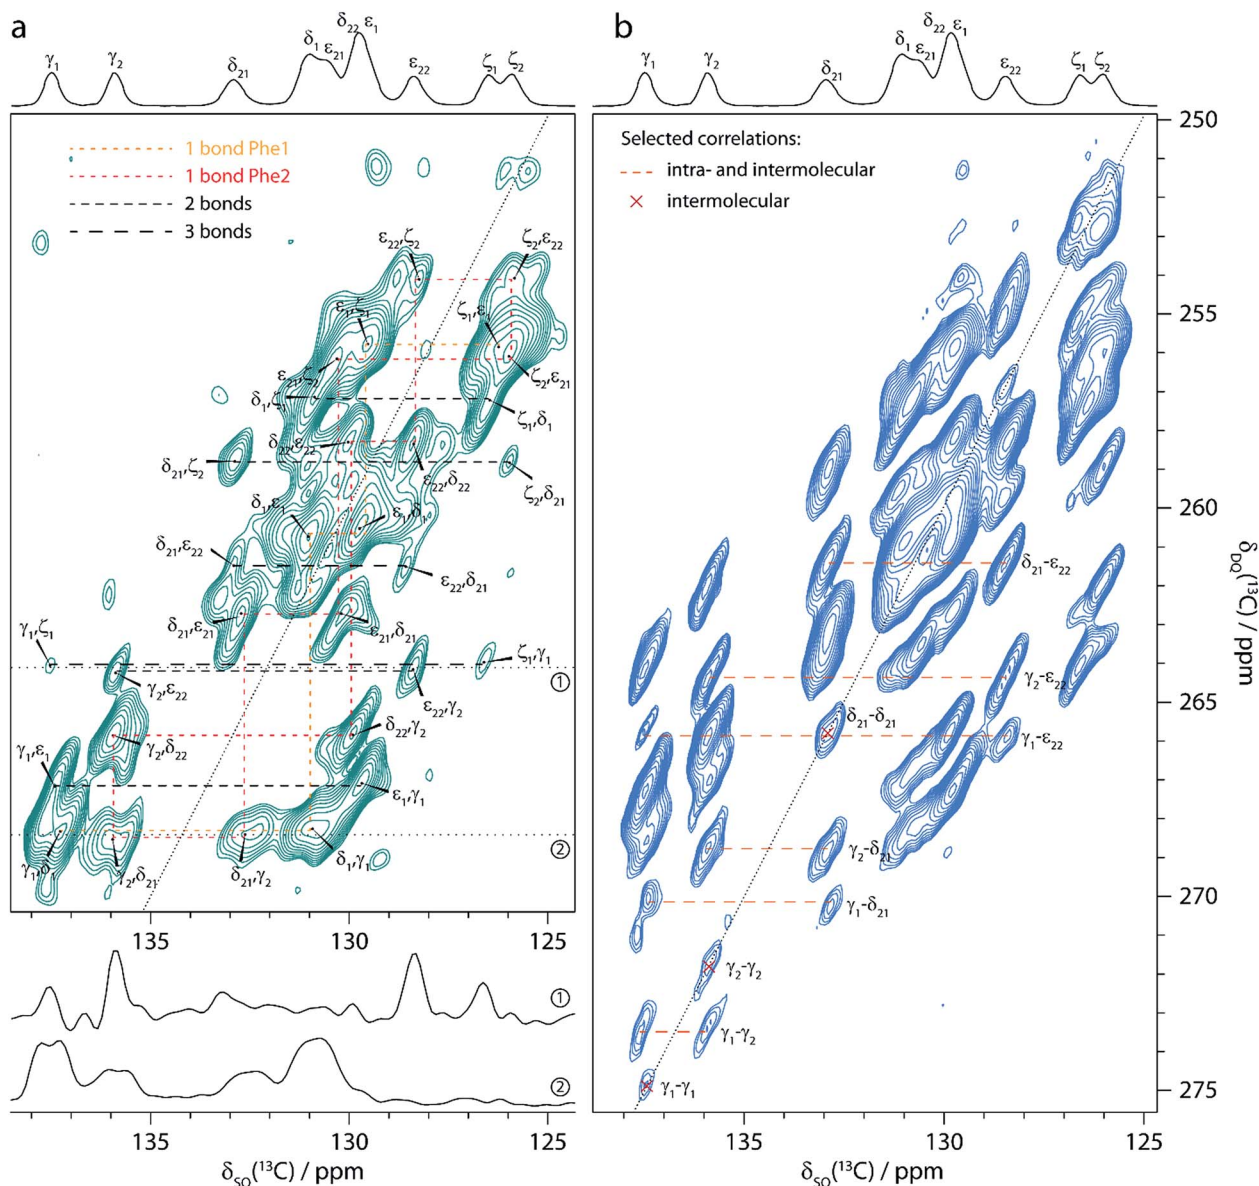 a
γ₁
γ₂
δ₂₁
δ₁
ε₂₁
δ₂₂ ε₁
ε₂₂
ζ₁ ζ₂
1 bond Phe1
1 bond Phe2
2 bonds
3 bonds
ε₂₂,ζ₂
ζ₂,ε₂₂
ε₁,ζ₁
ζ₁,ε₁
ε₂₁,ζ₂
ζ₂,ε₂₁
δ₁,ζ₁
ζ₁,δ₁
δ₂₂,ε₂₂
ε₂₂,δ₂₂
δ₂₁,ζ₂
ζ₂,δ₂₁
δ₁,ε₁
ε₁,δ₁
δ₂₁,ε₂₂
ε₂₂,δ₂₁
δ₂₁,ε₂₁
ε₂₁,δ₂₁
γ₁,ζ₁
ζ₁,γ₁
①
γ₂,ε₂₂
ε₂₂,γ₂
γ₂,δ₂₂
δ₂₂,γ₂
γ₁,ε₁
ε₁,γ₁
②
γ₁,δ₁
γ₂,δ₂₁
δ₂₁,γ₂
δ₁,γ₁
135 130 125
①
②
135 130 125
δSQ(¹³C) / ppm
b
γ₁
γ₂
δ₂₁
δ₁
ε₂₁
δ₂₂ ε₁
ε₂₂
ζ₁ ζ₂
Selected correlations:
intra- and intermolecular
intermolecular
δ₂₁-ε₂₂
γ₂-ε₂₂
δ₂₁-δ₂₁
γ₁-ε₂₂
γ₂-δ₂₁
γ₁-δ₂₁
γ₂-γ₂
γ₁-γ₂
γ₁-γ₁
250
255
260
265
270
275
δDQ(¹³C) / ppm
135 130 125
δSQ(¹³C) / ppm